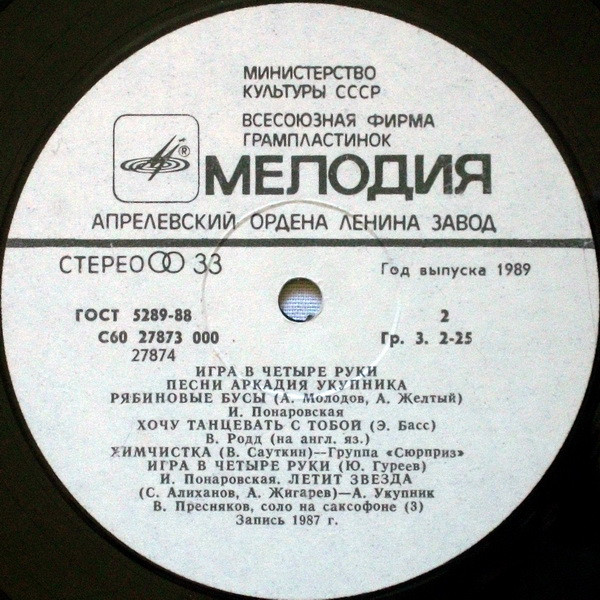 МИНИСТЕРСТВО
КУЛЬТУРЫ СССР
ВСЕСОЮЗНАЯ ФИРМА
ГРАМПЛАСТИНОК
®
МЕЛОДИЯ
АПРЕЛЕВСКИЙ ОРДЕНА ЛЕНИНА ЗАВОД
СТЕРЕО 33 Год выпуска 1989
ГОСТ 5289-88 2
С60 27873 000 Гр. 3. 2-25
27874
ИГРА В ЧЕТЫРЕ РУКИ
ПЕСНИ АРКАДИЯ УКУПНИКА
РЯБИНОВЫЕ БУСЫ (А. Молодов, А. Желтый)
И. Понаровская
ХОЧУ ТАНЦЕВАТЬ С ТОБОЙ (Э. Басс)
В. Родд (на англ. яз.)
ХИМЧИСТКА (В. Сауткин)—Группа «Сюрприз»
ИГРА В ЧЕТЫРЕ РУКИ (Ю. Гуреев)
И. Понаровская. ЛЕТИТ ЗВЕЗДА
(С. Алиханов, А. Жигарев)—А. Укупник
В. Пресняков, соло на саксофоне (3)
Запись 1987 г.